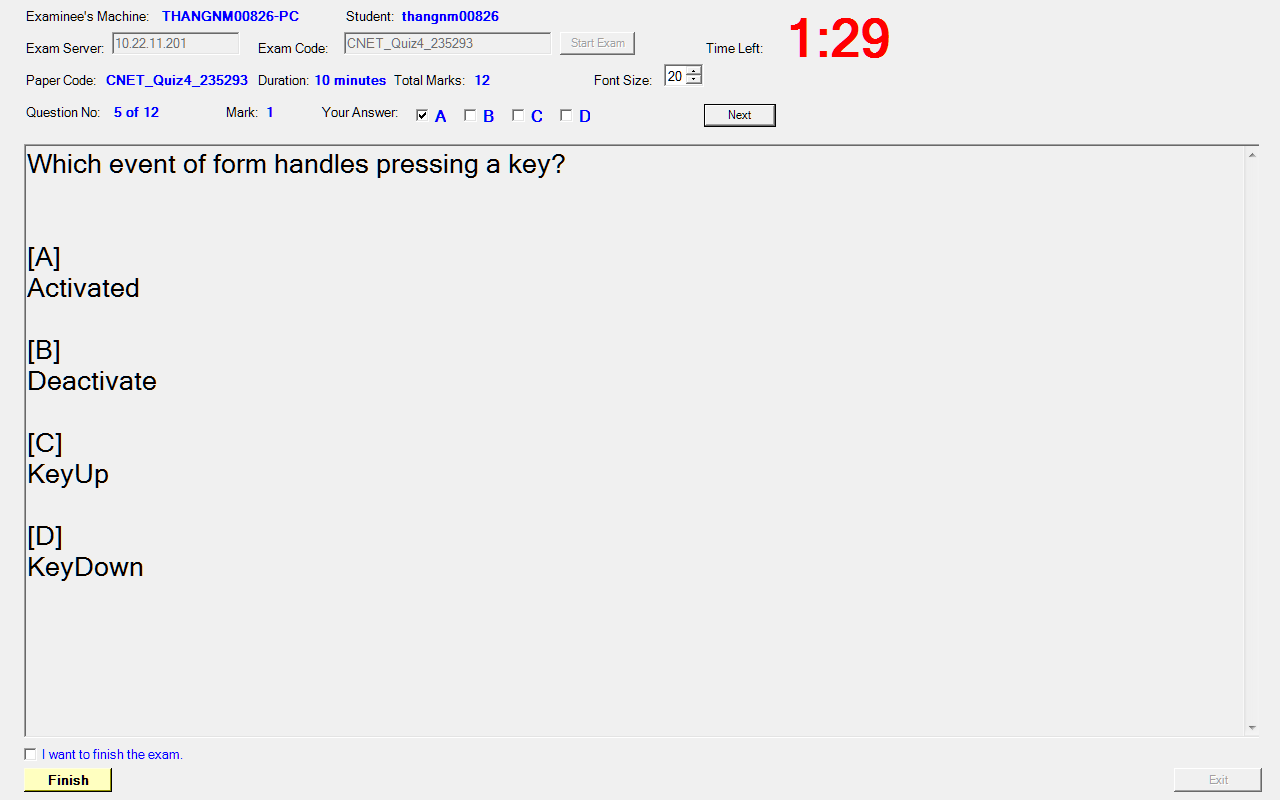 Examinee's Machine: THANGNM00826-PC Student: thangnm00826
Exam Server: 10.22.11.201 Exam Code: CNET_Quiz4_235293 Start Exam Time Left: 1:29
Paper Code: CNET_Quiz4_235293 Duration: 10 minutes Total Marks: 12 Font Size: 20
Question No: 5 of 12 Mark: 1 Your Answer: A B C D Next
Which event of form handles pressing a key?
[A]
Activated
[B]
Deactivate
[C]
KeyUp
[D]
KeyDown
I want to finish the exam.
Finish Exit